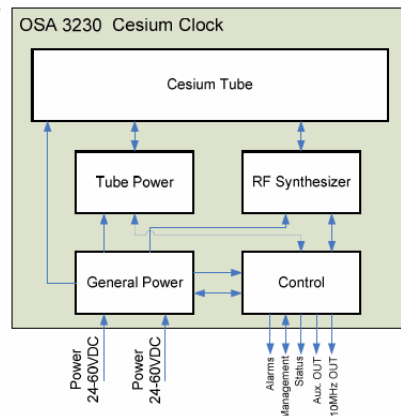 OSA 3230 Cesium Clock
Cesium Tube
Tube Power
RF Synthesizer
General Power
Control
Power
24-60VDC
Power
24-60VDC
Alarms
Management
Status
Aux. OUT
10MHz OUT